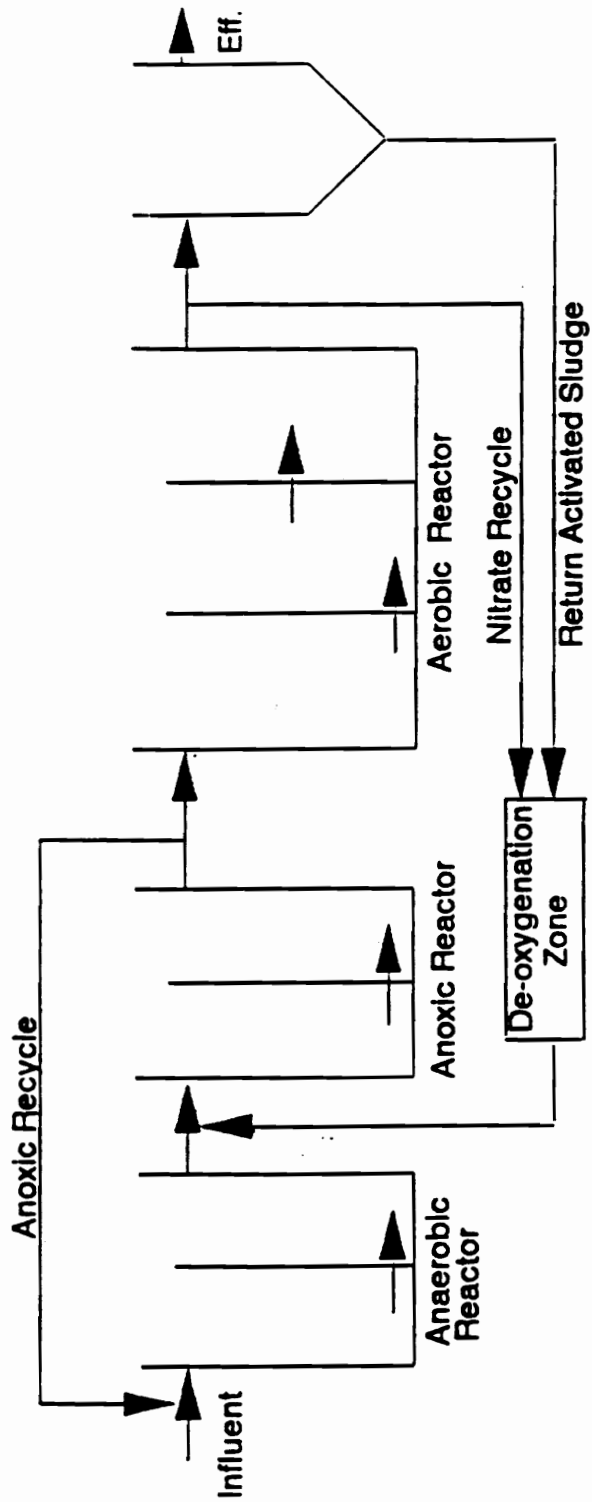 Anoxic Recycle
Influent
Anaerobic
Reactor
Anoxic Reactor
Aerobic Reactor
Eff.
De-oxygenation
Zone
Nitrate Recycle
Return Activated Sludge